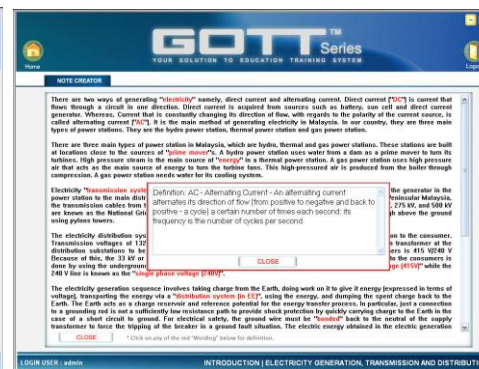 GOTT TM
Series
YOUR SOLUTION TO EDUCATION TRAINING SYSTEM
Home
Logo
NOTE CREATOR
There are two ways of generating "electricity" namely, direct current and alternating current. Direct current ["DC"] is current that
flows through a circuit in one direction. Direct current is acquired from sources such as battery, sun cell and direct current
generator. Whereas, Current that is constantly changing its direction of flow, with regards to the polarity of the current source, is
called alternating current ["AC"]. It is the main method of generating electricity in Malaysia. In our country, they are three main
types of power stations. They are the hydro power station, thermal power station and gas power station.
There are three main types of power station in Malaysia, which are hydro, thermal and gas power stations. These stations are built
at locations close to the sources of "prime mover"s. A hydro power station uses water from a dam as a prime mover to turn its
turbines. High pressure steam is the main source of "energy" in a thermal power station. A gas power station uses high pressure
air that acts as the main source of energy to turn the turbine fans. This high-pressured air is produced from the boiler through
compression. A gas power station needs water for its cooling system.
Electricity "transmission syste the generator in the
power station to the main distr eninsular Malaysia,
the transmission cables from t , 275 kV, and 500 kV
are known as the National Grid gh above the ground
using pylons towers.
Definition: AC - Alternating Current - An alternating current
alternates its direction of flow (from positive to negative and back to
positive - a cycle) a certain number of times each second: its
frequency is the number of cycles per second.
CLOSE
The electricity distribution sys on to the consumer.
Transmission voltages of 132 transformer at the
distribution substations to be ers is 415 V/240 V
Because of this, the 33 kV or to the consumers is
done by using the underground ge [415V]" while the
240 V line is known as the "single phase voltage [240V]".
The electricity generation sequence involves taking charge from the Earth, doing work on it to give it energy (expressed in terms of
voltage), transporting the energy via a "distribution system [in EE]", using the energy, and dumping the spent charge back to the
Earth. The Earth acts as a charge reservoir and reference potential for the energy transfer process. In particular, just a connection
to a grounding rod is not a sufficiently low resistance path to provide shock protection by quickly carrying charge to the Earth in the
case of a short circuit to ground. For electrical safety, the ground wire must be "bonded" back to the neutral of the supply
transformer to force the tripping of the breaker in a ground fault situation. The electric energy obtained in the electric generation
CLOSE
* Click on any of the red "Wording" below for definition.
LOGIN USER : admin
INTRODUCTION | ELECTRICITY GENERATION, TRANSMISSION AND DISTRIBUTI